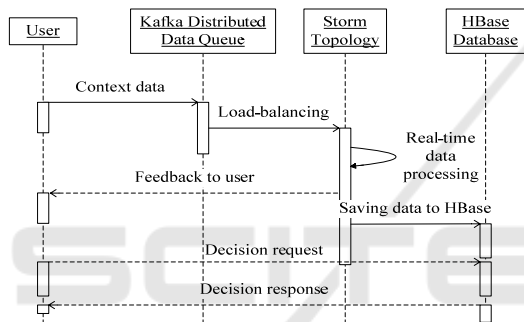 User
Kafka Distributed
Data Queue
Storm
Topology
HBase
Database
Context data
Load-balancing
Real-time
data
processing
Feedback to user
Saving data to HBase
Decision request
Decision response
SCITE